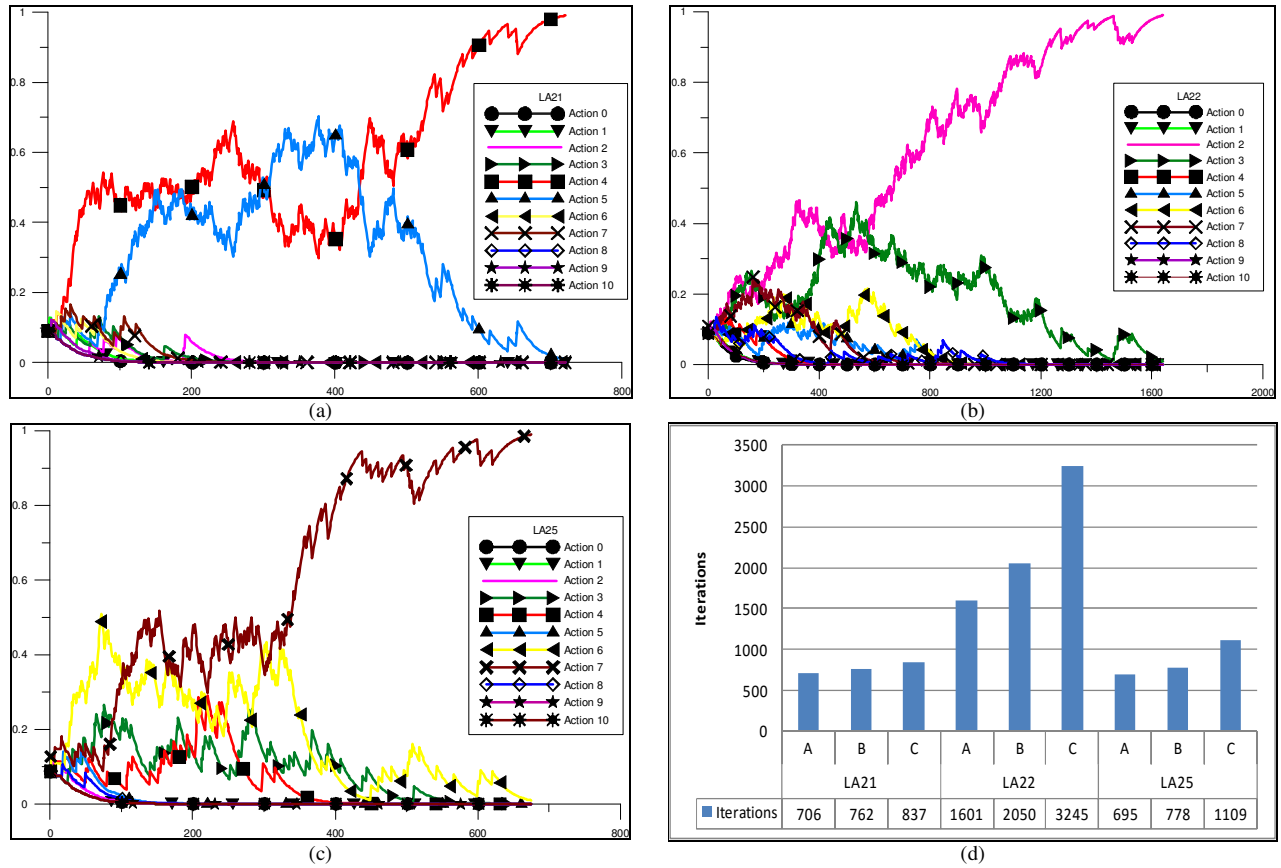 1
0.8
0.6
0.4
0.2
0
0
200
400
600
800
LA21
Action 0
Action 1
Action 2
Action 3
Action 4
Action 5
Action 6
Action 7
Action 8
Action 9
Action 10
(a)
1
0.8
0.6
0.4
0.2
0
0
400
800
1200
1600
2000
LA22
Action 0
Action 1
Action 2
Action 3
Action 4
Action 5
Action 6
Action 7
Action 8
Action 9
Action 10
(b)
1
0.8
0.6
0.4
0.2
0
0
200
400
600
800
LA25
Action 0
Action 1
Action 2
Action 3
Action 4
Action 5
Action 6
Action 7
Action 8
Action 9
Action 10
(c)
Iterations
3500
3000
2500
2000
1500
1000
500
0
A B C A B C A B C
LA21 LA22 LA25
Iterations 706 762 837 1601 2050 3245 695 778 1109
(d)